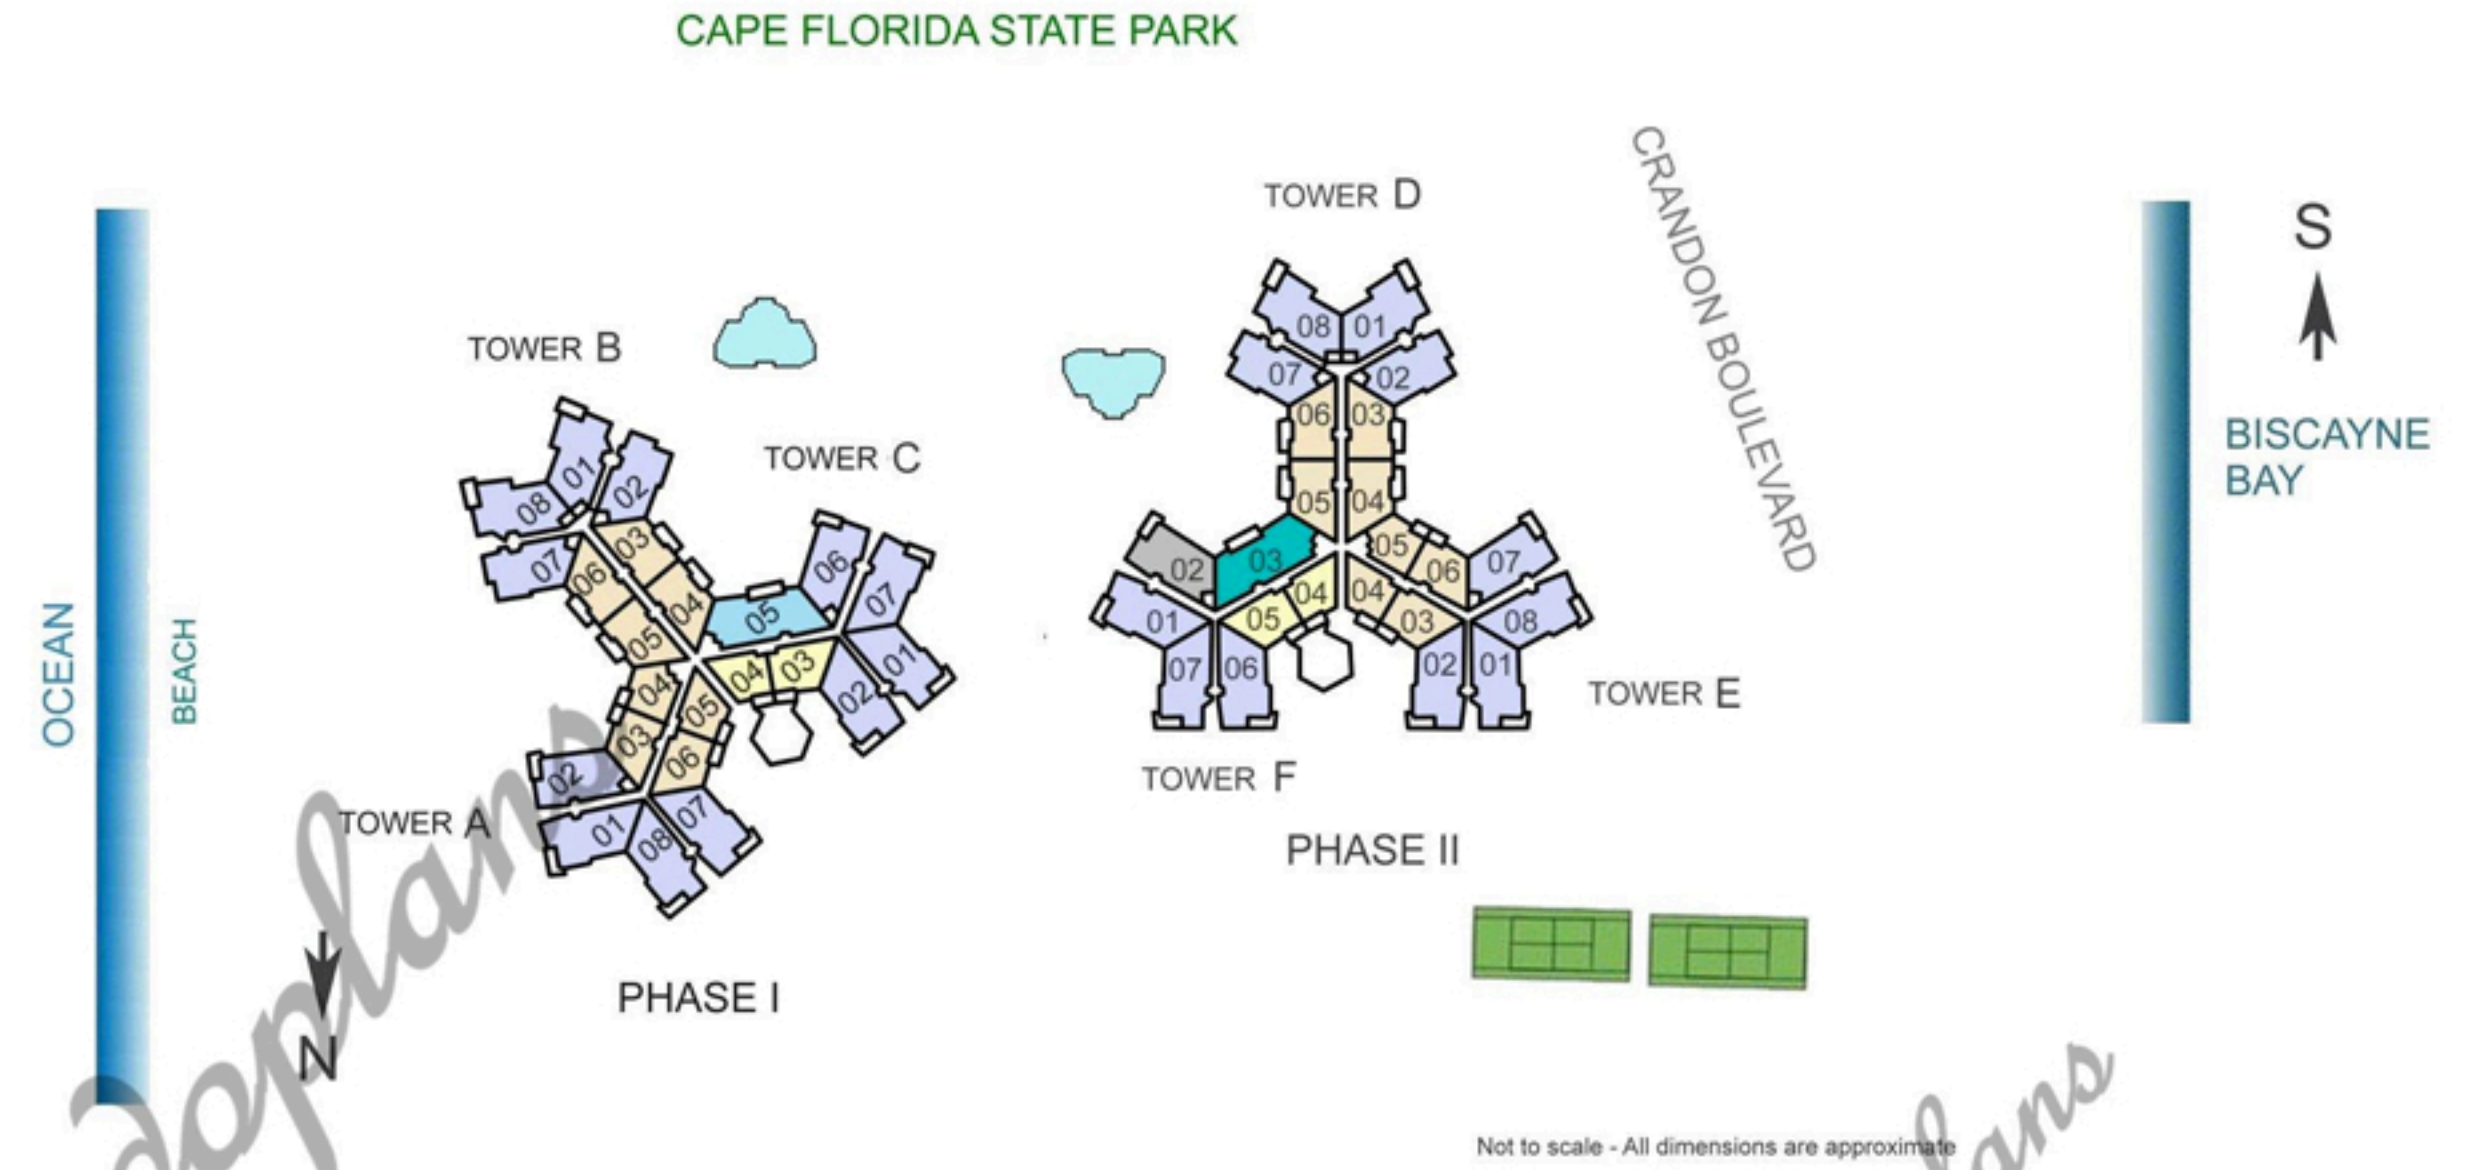 CAPE FLORIDA STATE PARK
CRANDON BOULEVARD
TOWER D
S
08 01
07 02
06 03
05 04
TOWER B
01
02
08
07
03
06
04
05
TOWER C
06
07
05
04
03
01
02
BISCAYNE
BAY
02
03
04
05
01
07
06
05
06
07
04
03
08
02
01
TOWER E
TOWER F
PHASE II
OCEAN
BEACH
04
05
03
06
02
01
07
08
TOWER A
PHASE I
N
Not to scale - All dimensions are approximate